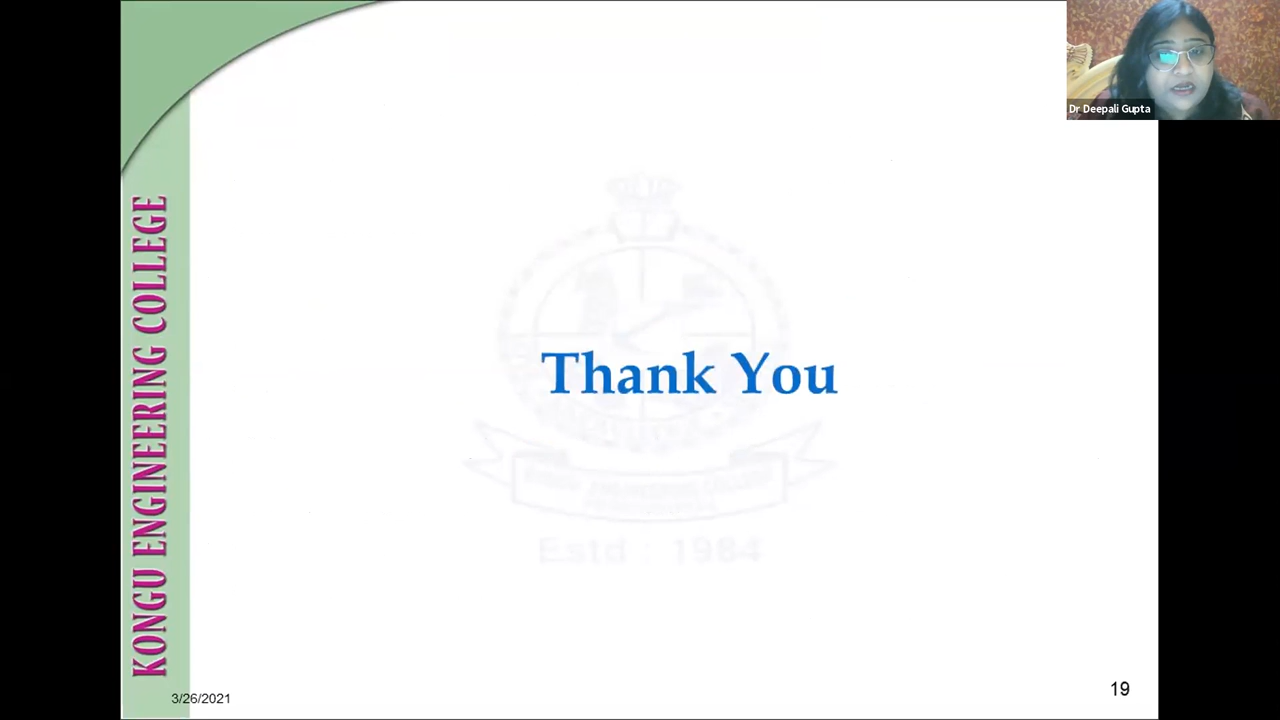 Dr Deepali Gupta
KONGU ENGINEERING COLLEGE
Thank You
Estd : 1984
3/26/2021
19